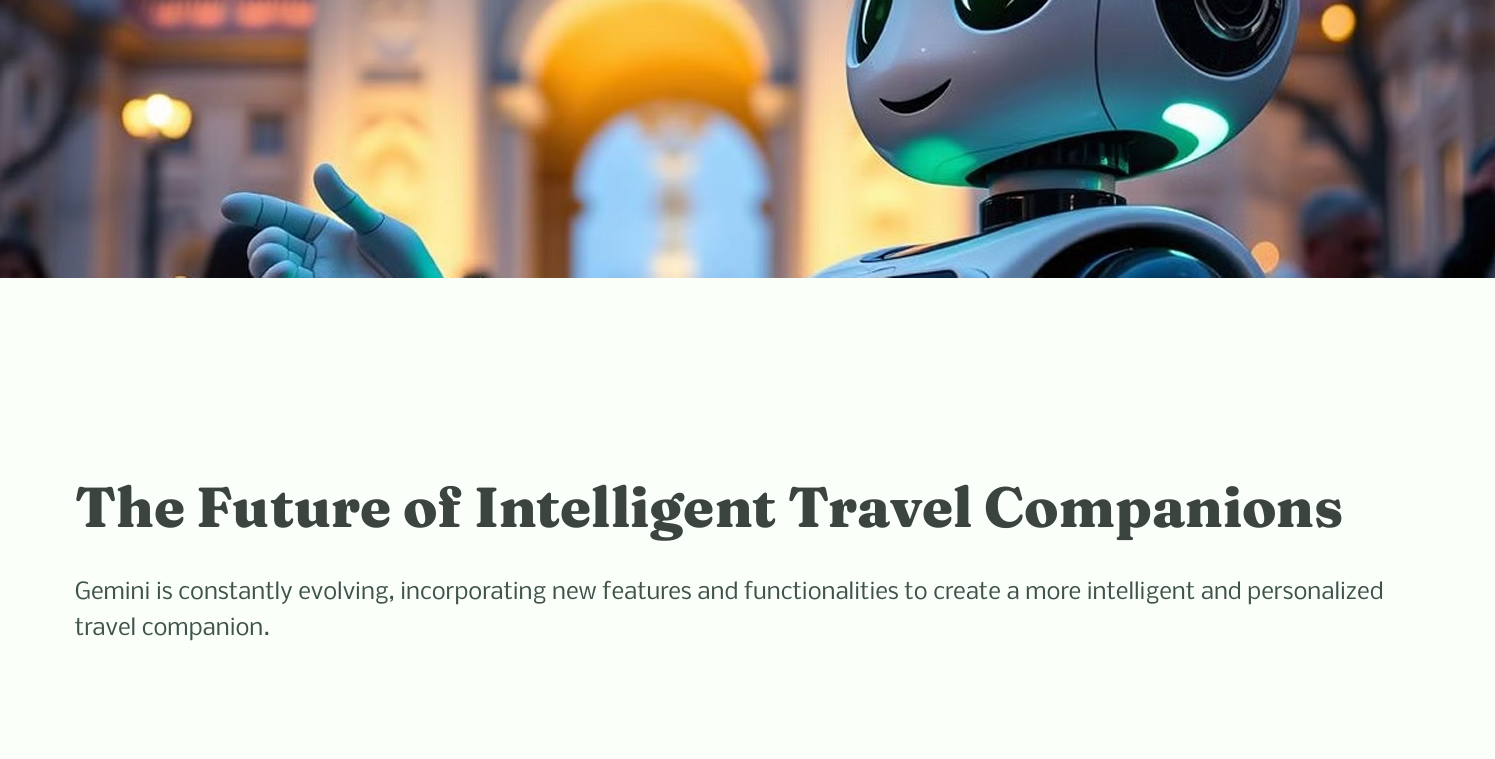 The Future of Intelligent Travel Companions
Gemini is constantly evolving, incorporating new features and functionalities to create a more intelligent and personalized
travel companion.